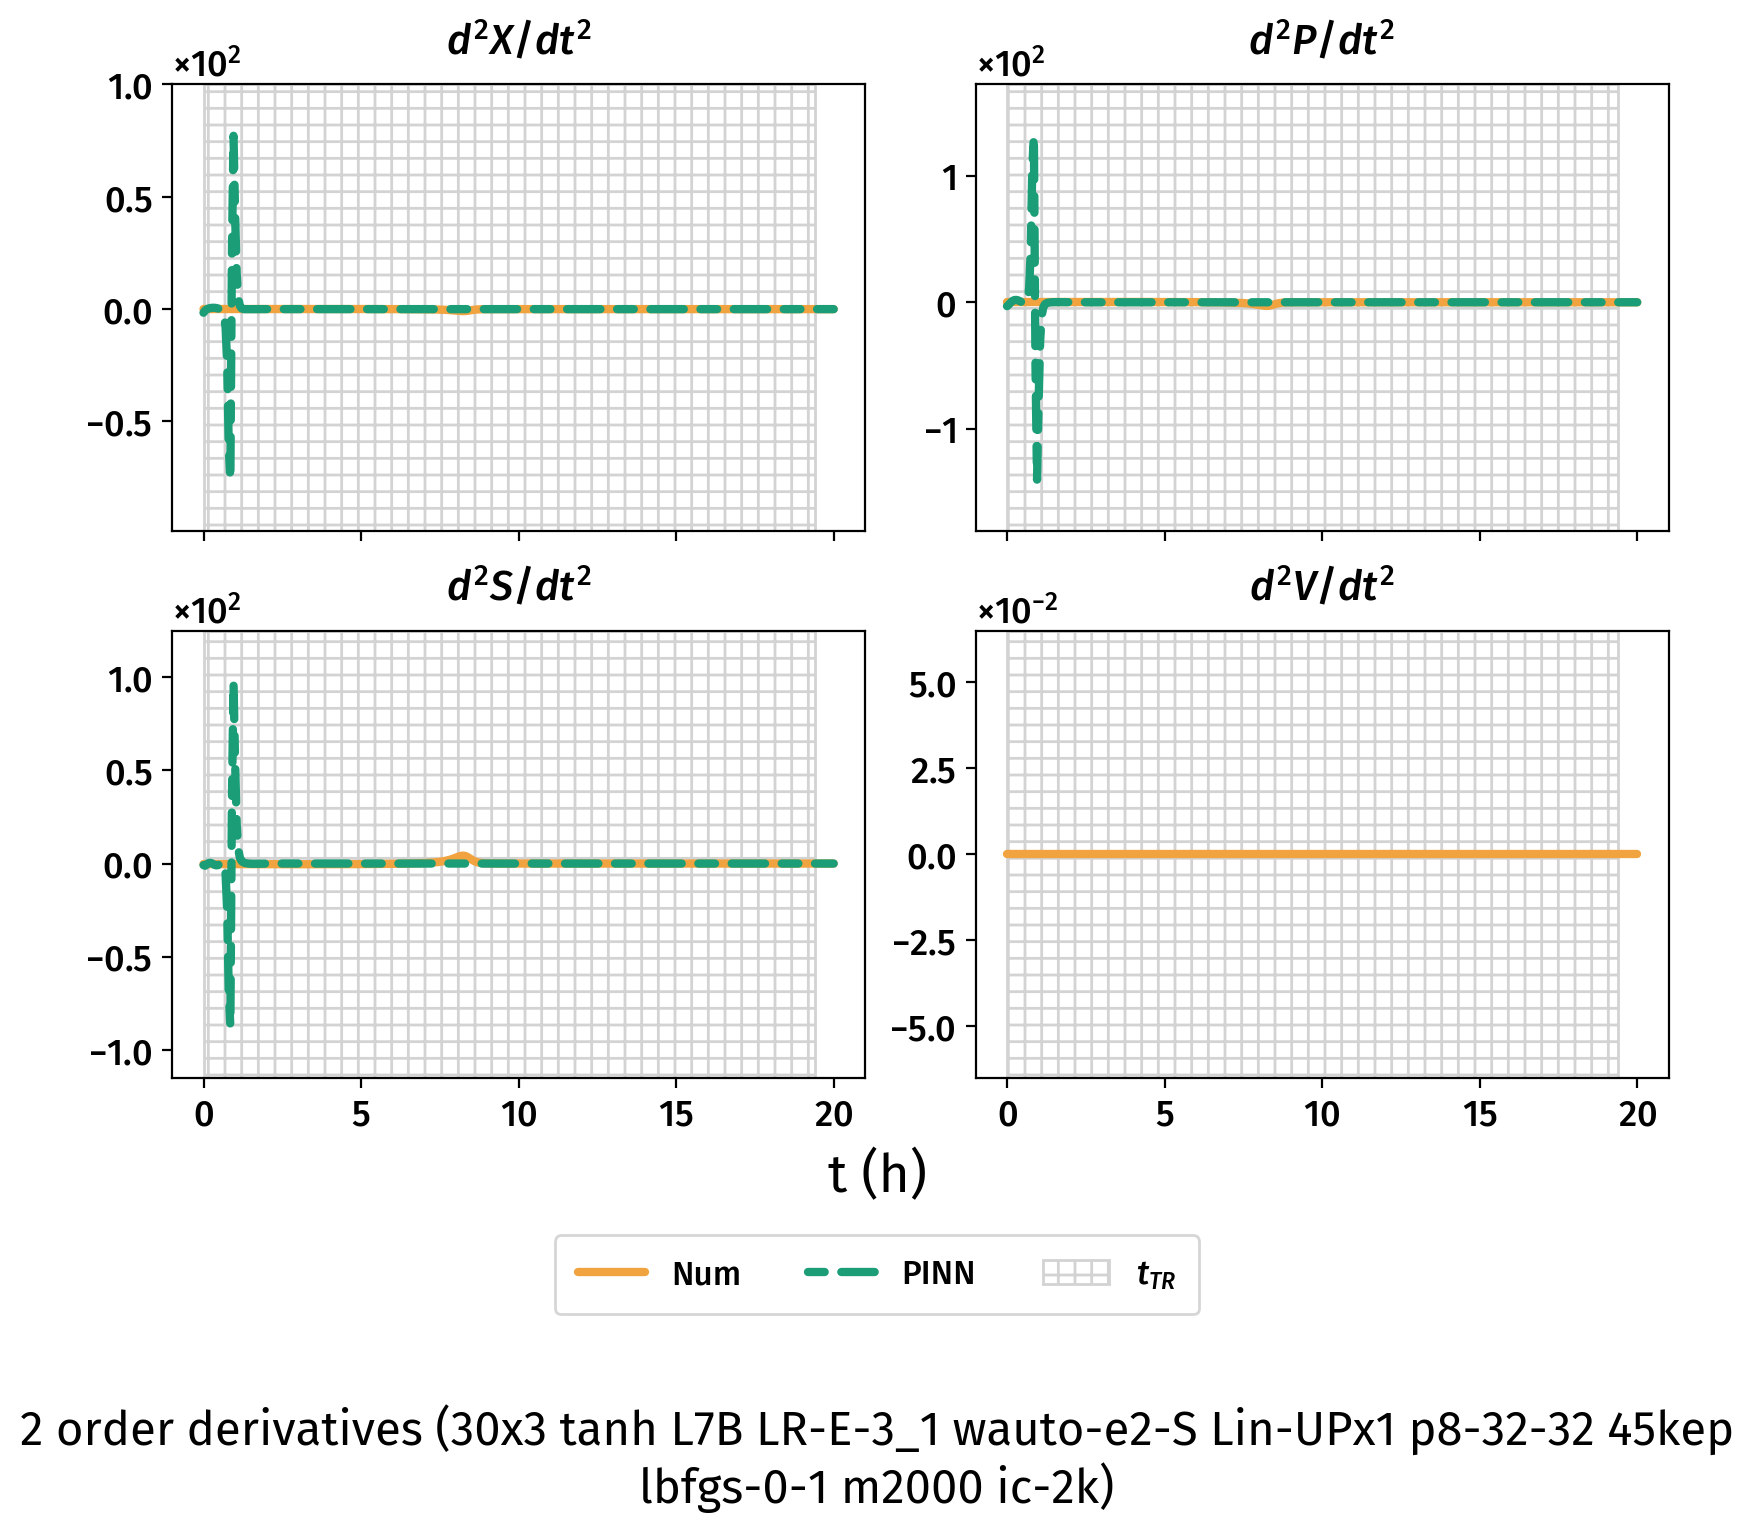 d²X/dt²
×10²
1.0
0.5
0.0
−0.5
d²P/dt²
×10²
1
0
−1
d²S/dt²
×10²
1.0
0.5
0.0
−0.5
−1.0
0 5 10 15 20
d²V/dt²
×10⁻²
5.0
2.5
0.0
−2.5
−5.0
0 5 10 15 20
t (h)
Num PINN t_TR
2 order derivatives (30x3 tanh L7B LR-E-3_1 wauto-e2-S Lin-UPx1 p8-32-32 45kep
lbfgs-0-1 m2000 ic-2k)